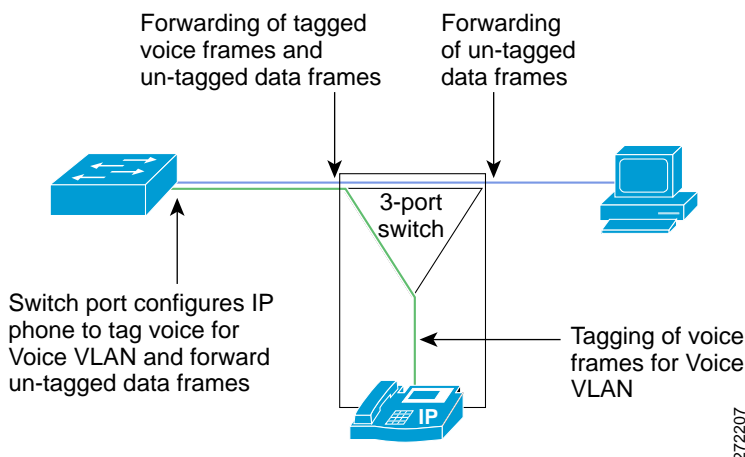 Forwarding of tagged
voice frames and
un-tagged data frames
Forwarding
of un-tagged
data frames
3-port
switch
Switch port configures IP
phone to tag voice for
Voice VLAN and forward
un-tagged data frames
Tagging of voice
frames for Voice
VLAN
IP
272207